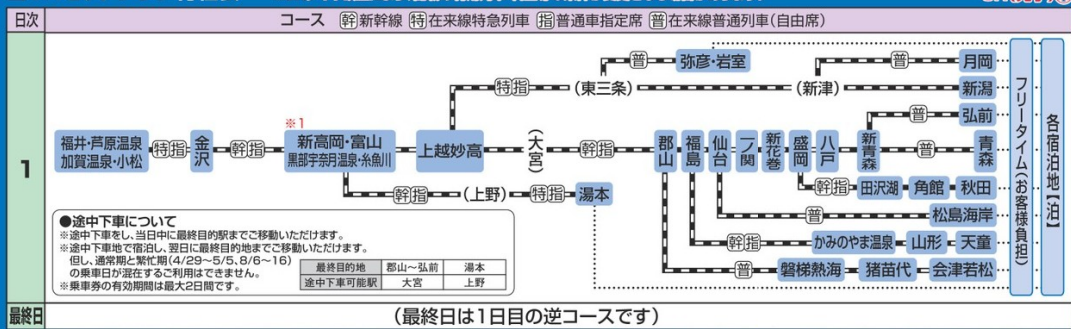 日次
コース 幹新幹線 特在来線特急列車 指普通車指定席 普在来線普通列車(自由席)
1
普
弥彦・岩室
普
月岡
特指
(東三条)
(新津)
新潟
普
弘前
※1
福井・芦原温泉
加賀温泉・小松
特指
金沢
幹指
新高岡・富山
黒部宇奈月温泉・糸魚川
上越妙高
(大宮)
幹指
郡山
福島
仙台
一ノ関
新花巻
盛岡
八戸
新青森
普
青森
幹指
(上野)
特指
湯本
幹指
田沢湖
角館
秋田
普
松島海岸
幹指
かみのやま温泉
山形
天童
普
磐梯熱海
猪苗代
会津若松
フリータイム(お客様負担)
各宿泊地【泊】
●途中下車について
※途中下車をし、当日中に最終目的駅までご移動いただけます。
※途中下車地で宿泊し、翌日に最終目的地までご移動いただけます。
但し、通常期と繁忙期(4/29〜5/5、8/6〜16)
の乗車日が混在するご利用はできません。
※乗車券の有効期間は最大2日間です。
最終目的地 郡山〜弘前 湯本
途中下車可能駅 大宮 上野
最終日
(最終日は1日目の逆コースです)